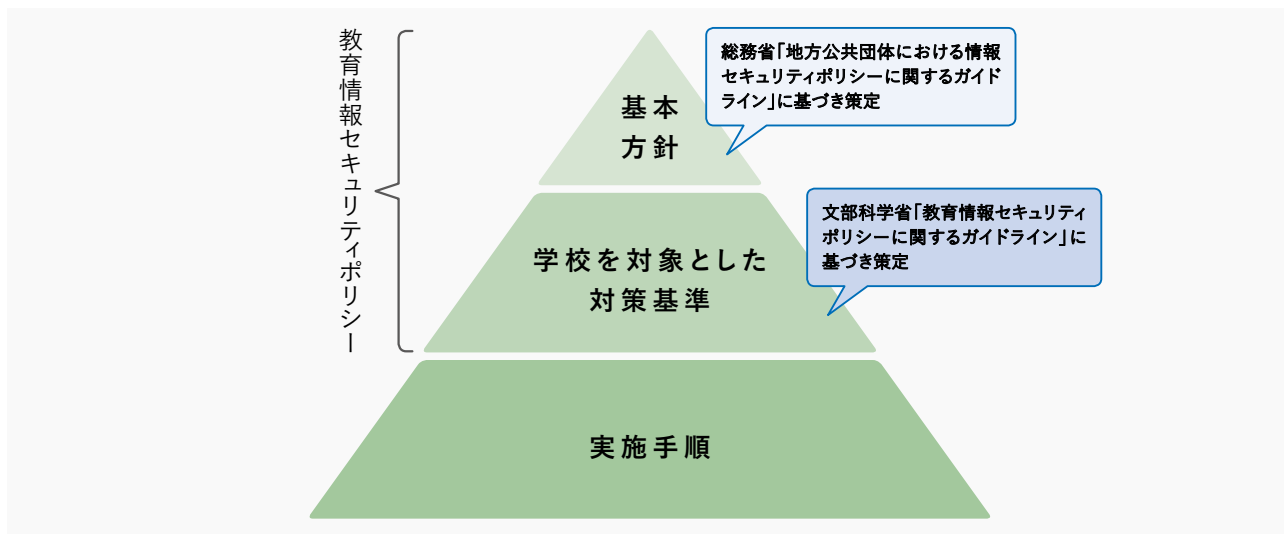 教育情報セキュリティポリシー
基本
方針
総務省「地方公共団体における情報
セキュリティポリシーに関するガイド
ライン」に基づき策定
学校を対象とした
対策基準
文部科学省「教育情報セキュリティ
ポリシーに関するガイドライン」に
基づき策定
実施手順